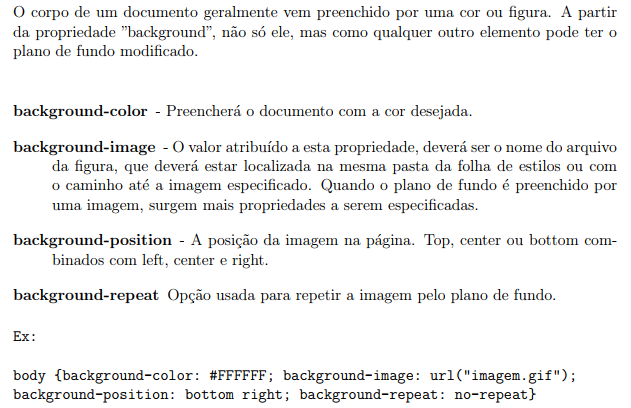 O corpo de um documento geralmente vem preenchido por uma cor ou figura. A partir
da propriedade ”background”, não só ele, mas como qualquer outro elemento pode ter o
plano de fundo modificado.
background-color - Preencherá o documento com a cor desejada.
background-image - O valor atribuído a esta propriedade, deverá ser o nome do arquivo
da figura, que deverá estar localizada na mesma pasta da folha de estilos ou com
o caminho até a imagem especificado. Quando o plano de fundo é preenchido por
uma imagem, surgem mais propriedades a serem especificadas.
background-position - A posição da imagem na página. Top, center ou bottom com-
binados com left, center e right.
background-repeat Opção usada para repetir a imagem pelo plano de fundo.
Ex:
body {background-color: #FFFFFF; background-image: url("imagem.gif");
background-position: bottom right; background-repeat: no-repeat}